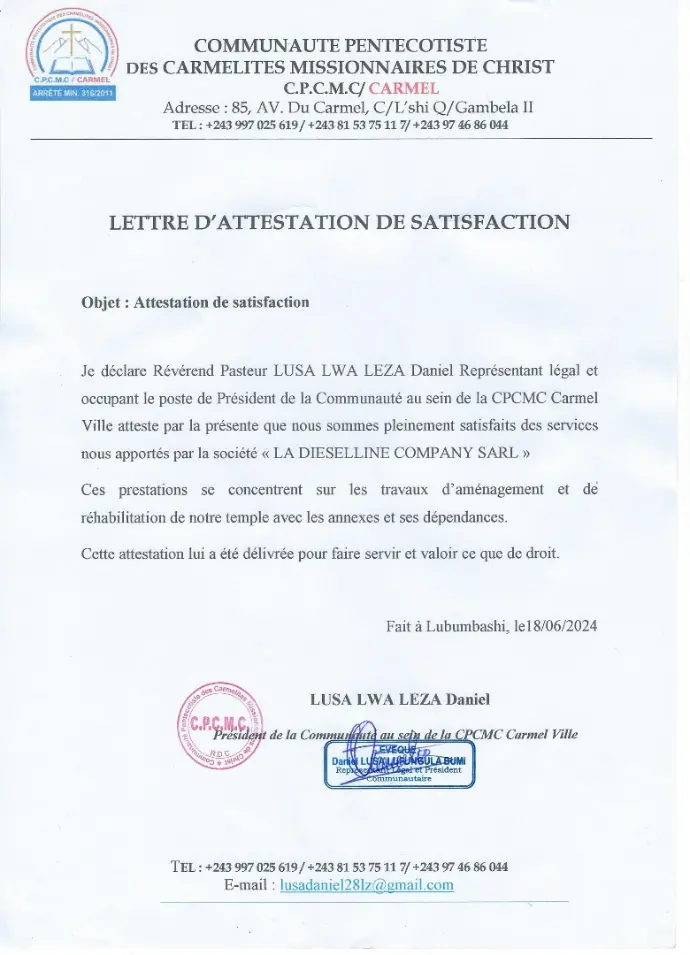 COMMUNAUTE PENTECOTISTE
DES CARMELITES MISSIONNAIRES DE CHRIST
C.P.C.M.C/ CARMEL
Adresse : 85, AV. Du Carmel, C/L'shi Q/Gambela II
TEL : +243 997 025 619 / +243 81 53 75 11 7/ +243 97 46 86 044
C.P.C.M.C / CARMEL
ARRÊTÉ MIN. 316/2011
LETTRE D'ATTESTATION DE SATISFACTION
Objet : Attestation de satisfaction
Je déclare Révérend Pasteur LUSA LWA LEZA Daniel Représentant légal et
occupant le poste de Président de la Communauté au sein de la CPCMC Carmel
Ville atteste par la présente que nous sommes pleinement satisfaits des services
nous apportés par la société « LA DIESELLINE COMPANY SARL »
Ces prestations se concentrent sur les travaux d'aménagement et de
réhabilitation de notre temple avec les annexes et ses dépendances.
Cette attestation lui a été délivrée pour faire servir et valoir ce que de droit.
Fait à Lubumbashi, le18/06/2024
LUSA LWA LEZA Daniel
Président de la Communauté au sein de la CPCMC Carmel Ville
C.P.C.M.C.
R.D.C
EVEQUE
Daniel LUSA LUFUNGULA BUMI
Représentant Légal et Président
Communautaire
TEL : +243 997 025 619 / +243 81 53 75 11 7/ +243 97 46 86 044
E-mail : lusadaniel28lz@gmail.com